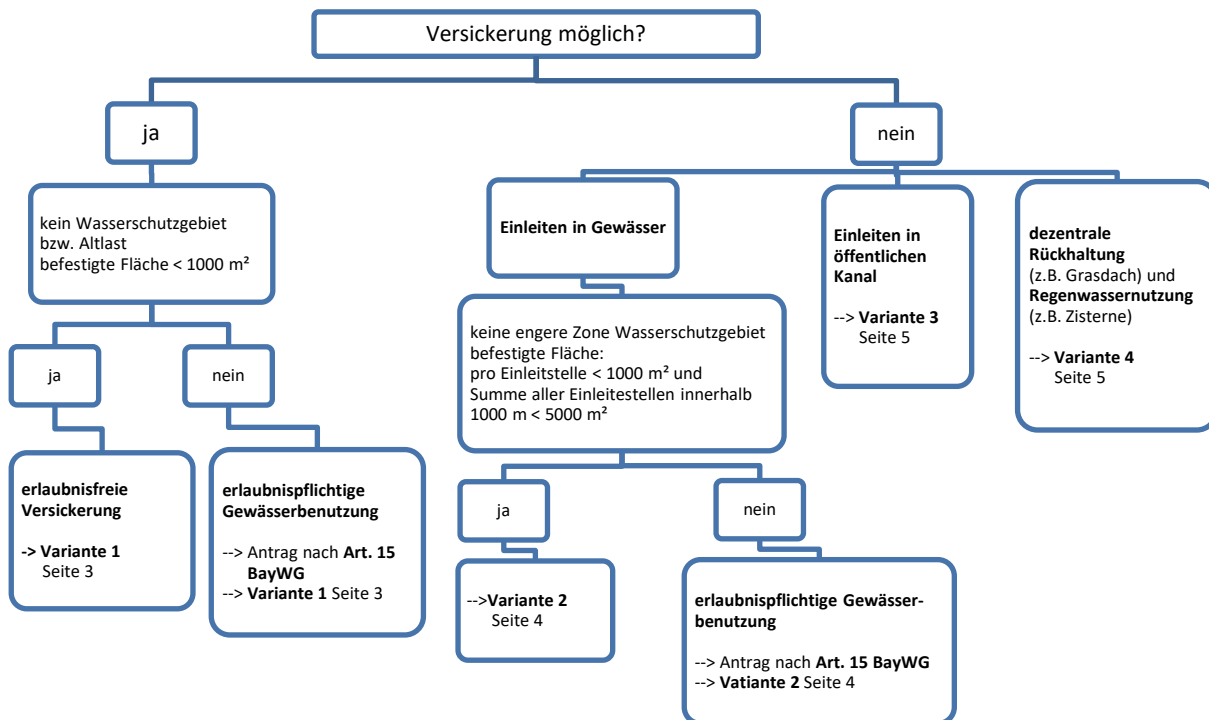 Versickerung möglich?
ja
nein
kein Wasserschutzgebiet
bzw. Altlast
befestigte Fläche < 1000 m²
Einleiten in Gewässer
Einleiten in
öffentlichen
Kanal
--> Variante 3
Seite 5
dezentrale
Rückhaltung
(z.B. Grasdach) und
Regenwassernutzung
(z.B. Zisterne)
--> Variante 4
Seite 5
keine engere Zone Wasserschutzgebiet
befestigte Fläche:
pro Einleitstelle < 1000 m² und
Summe aller Einleitestellen innerhalb
1000 m < 5000 m²
ja
nein
erlaubnisfreie
Versickerung
-> Variante 1
Seite 3
erlaubnispflichtige
Gewässerbenutzung
--> Antrag nach Art. 15
BayWG
--> Variante 1 Seite 3
ja
nein
-->Variante 2
Seite 4
erlaubnispflichtige Gewässer-
benutzung
--> Antrag nach Art. 15 BayWG
--> Vatiante 2 Seite 4